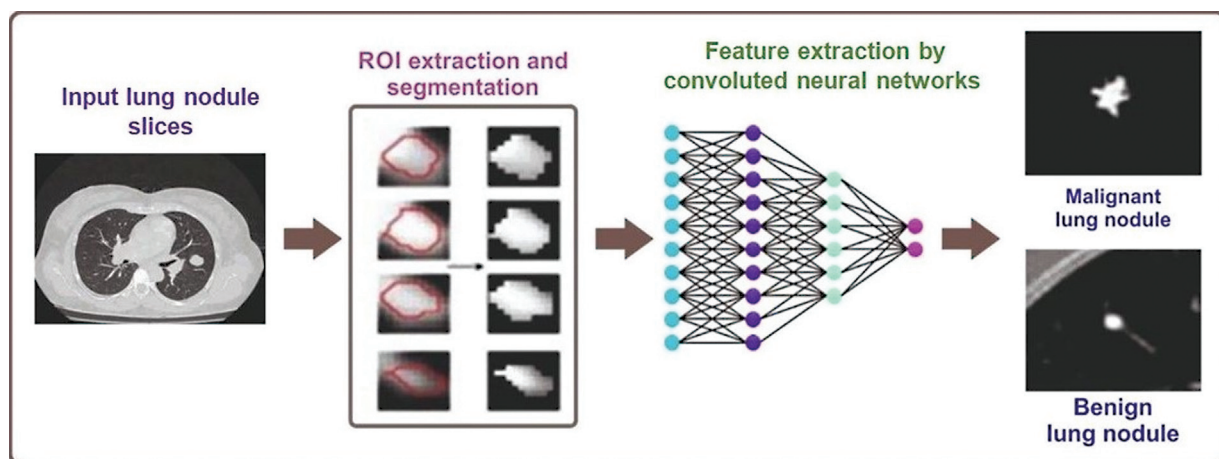 Input lung nodule
slices
ROI extraction and
segmentation
Feature extraction by
convoluted neural networks
Malignant
lung nodule
Benign
lung nodule